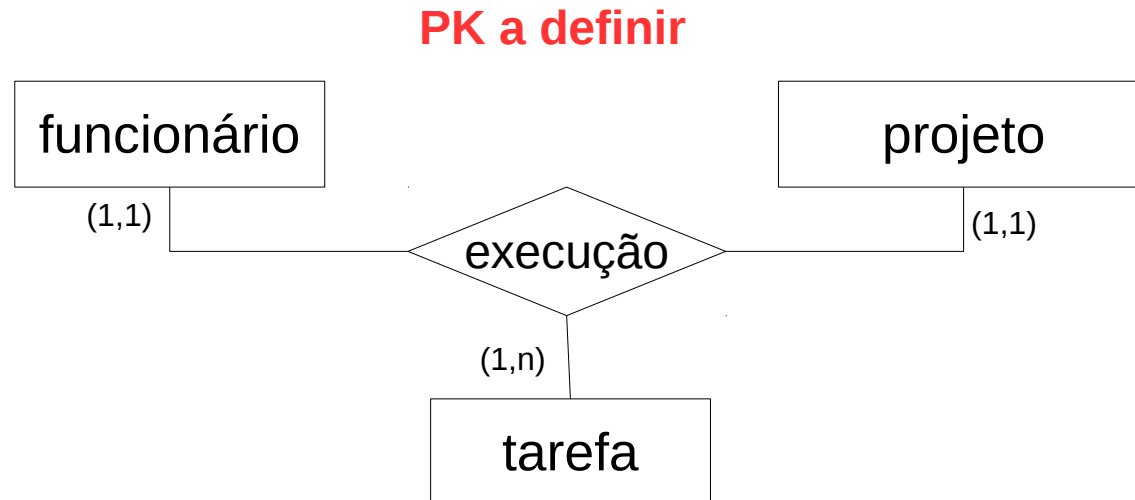 PK a definir
funcionário
projeto
(1,1)
(1,1)
execução
(1,n)
tarefa